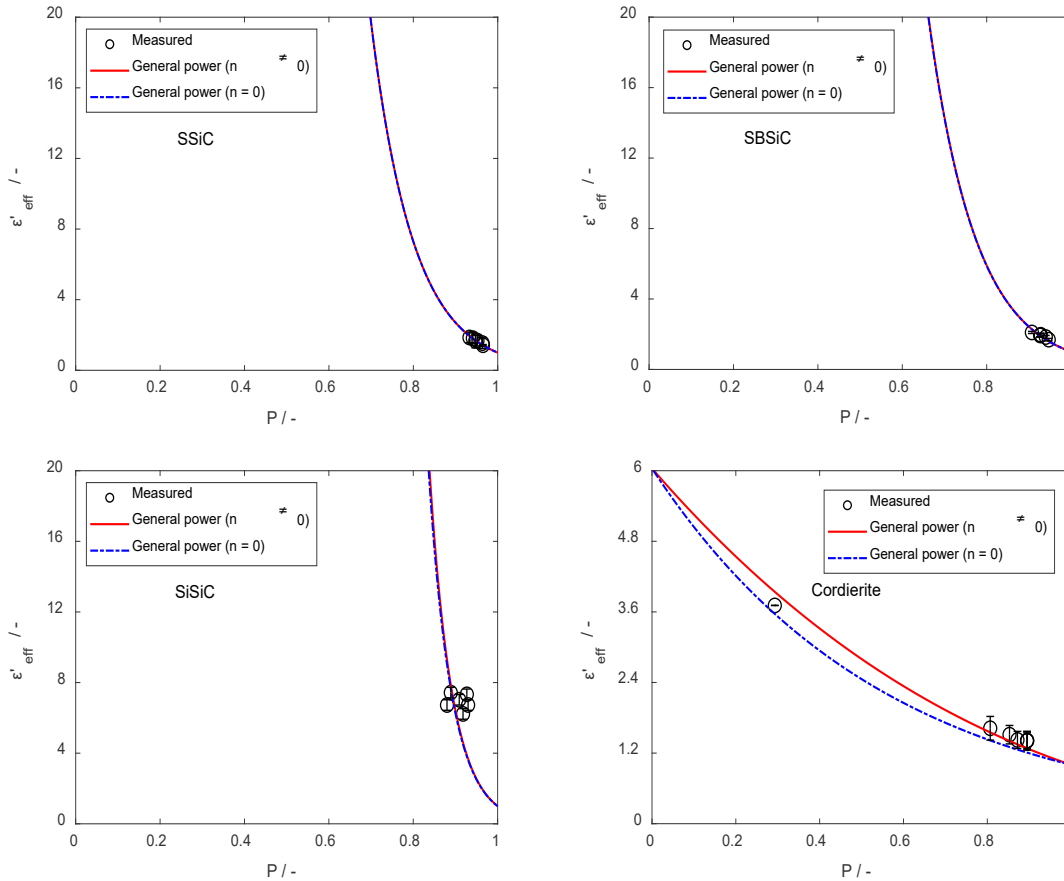 20
16
12
8
4
0
ε'eff / -
Measured
General power (n ≠ 0)
General power (n = 0)
SSiC
0 0.2 0.4 0.6 0.8 1
P / -
20
16
12
8
4
0
ε'eff / -
Measured
General power (n ≠ 0)
General power (n = 0)
SBSiC
0 0.2 0.4 0.6 0.8
P / -
20
16
12
8
4
0
ε'eff / -
Measured
General power (n ≠ 0)
General power (n = 0)
SiSiC
0 0.2 0.4 0.6 0.8 1
P / -
6
4.8
3.6
2.4
1.2
0
ε'eff / -
Measured
General power (n ≠ 0)
General power (n = 0)
Cordierite
0 0.2 0.4 0.6 0.8
P / -